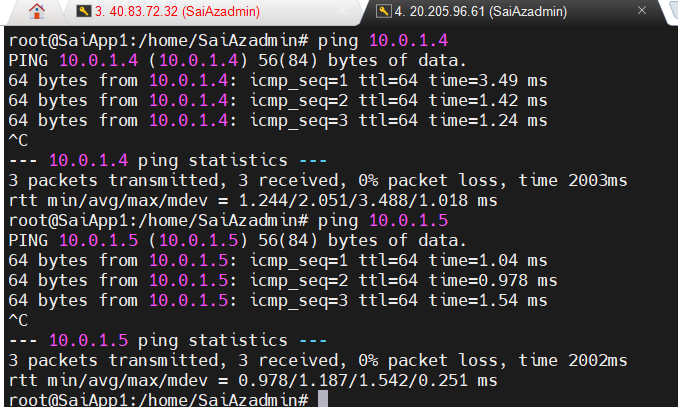 3. 40.83.72.32 (SaiAzadmin)
4. 20.205.96.61 (SaiAzadmin)
root@SaiApp1:/home/SaiAzadmin# ping 10.0.1.4
PING 10.0.1.4 (10.0.1.4) 56(84) bytes of data.
64 bytes from 10.0.1.4: icmp_seq=1 ttl=64 time=3.49 ms
64 bytes from 10.0.1.4: icmp_seq=2 ttl=64 time=1.42 ms
64 bytes from 10.0.1.4: icmp_seq=3 ttl=64 time=1.24 ms
^C
--- 10.0.1.4 ping statistics ---
3 packets transmitted, 3 received, 0% packet loss, time 2003ms
rtt min/avg/max/mdev = 1.244/2.051/3.488/1.018 ms
root@SaiApp1:/home/SaiAzadmin# ping 10.0.1.5
PING 10.0.1.5 (10.0.1.5) 56(84) bytes of data.
64 bytes from 10.0.1.5: icmp_seq=1 ttl=64 time=1.04 ms
64 bytes from 10.0.1.5: icmp_seq=2 ttl=64 time=0.978 ms
64 bytes from 10.0.1.5: icmp_seq=3 ttl=64 time=1.54 ms
^C
--- 10.0.1.5 ping statistics ---
3 packets transmitted, 3 received, 0% packet loss, time 2002ms
rtt min/avg/max/mdev = 0.978/1.187/1.542/0.251 ms
root@SaiApp1:/home/SaiAzadmin#